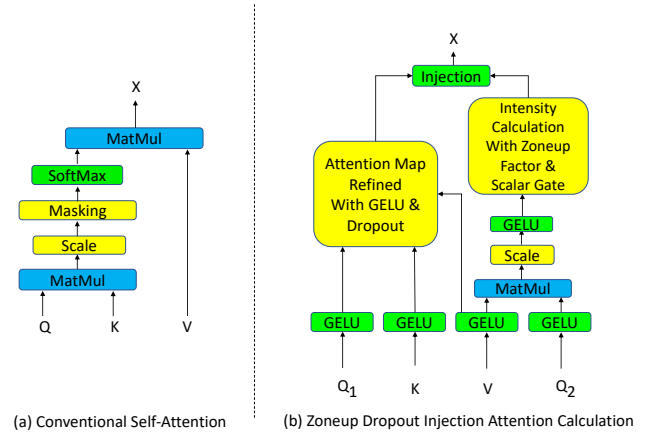 X
MatMul
SoftMax
Masking
Scale
MatMul
Q K V
(a) Conventional Self-Attention
X
Injection
Attention Map
Refined
With GELU &
Dropout
Intensity
Calculation
With Zoneup
Factor &
Scalar Gate
GELU
Scale
MatMul
GELU GELU GELU GELU
Q1 K V Q2
(b) Zoneup Dropout Injection Attention Calculation